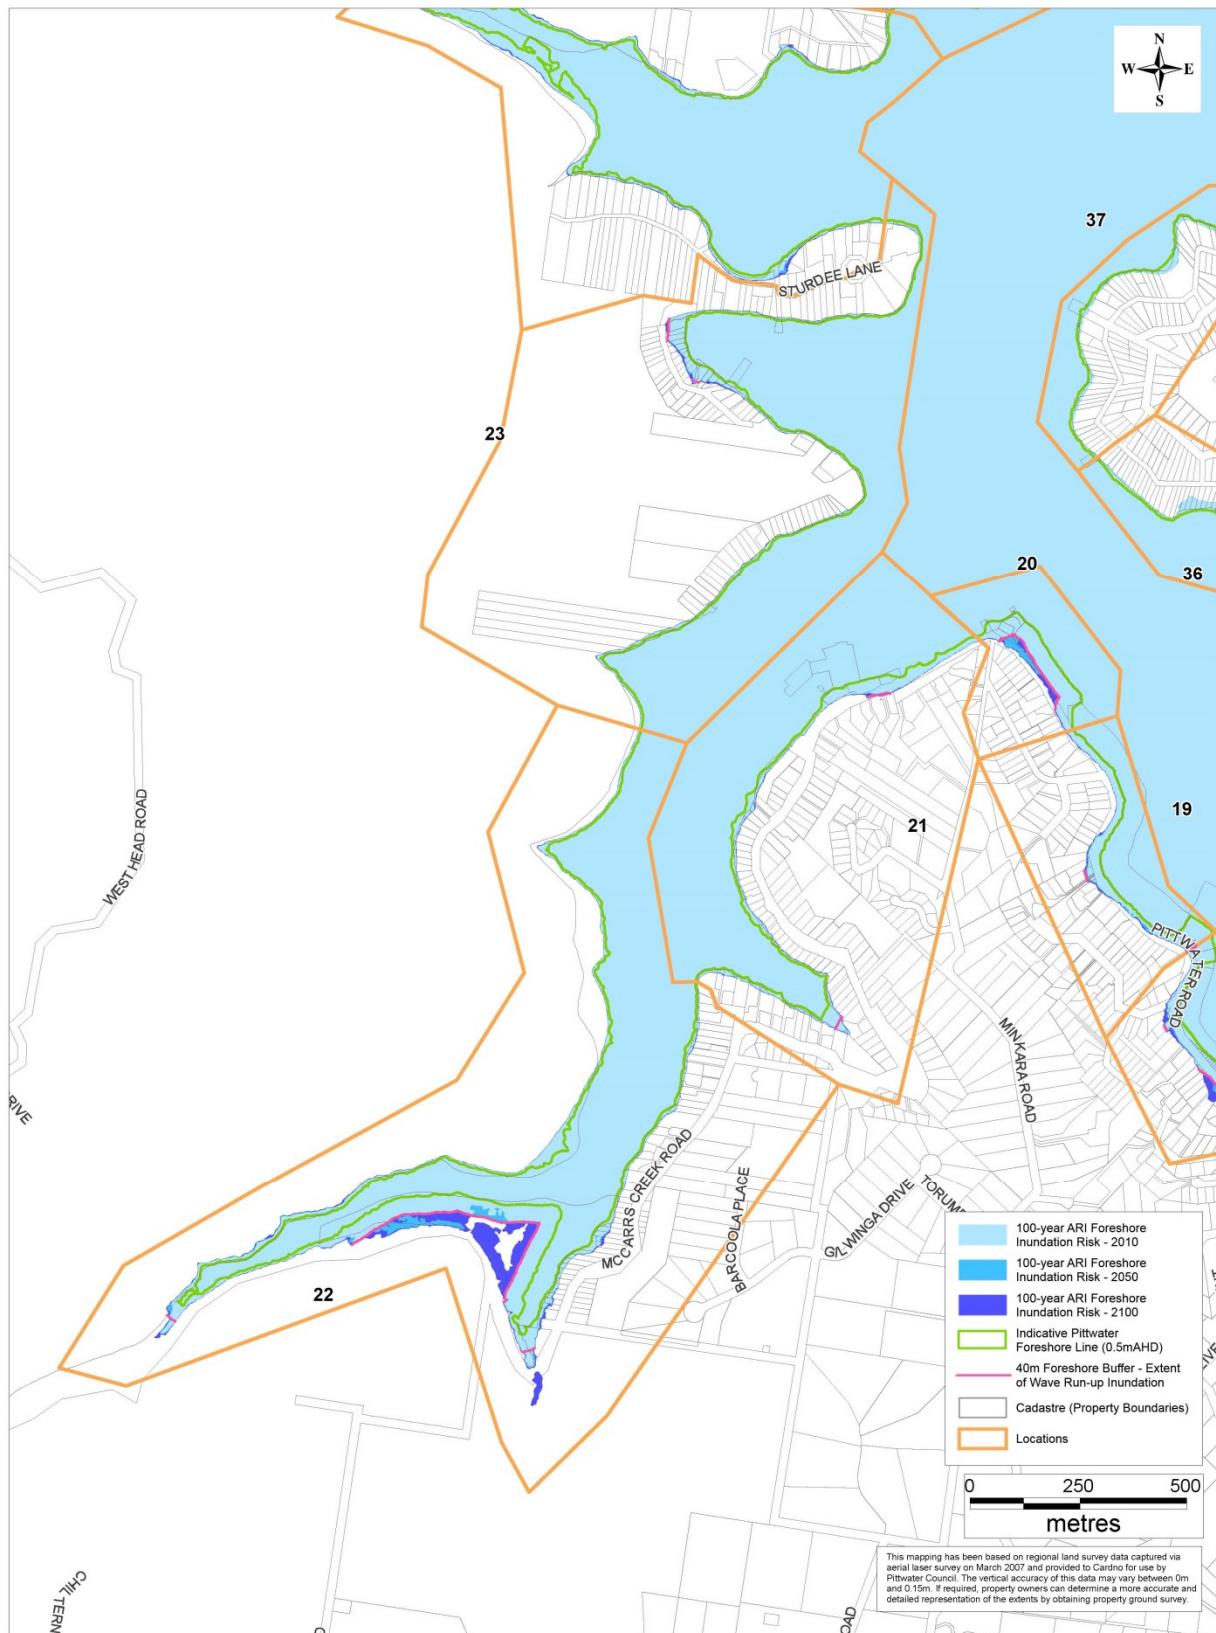 N
W E
S
37
STURDEE LANE
23
20
36
WEST HEAD ROAD
21
19
PITTWATER ROAD
MINKARA ROAD
RIVE
MCCARRS CREEK ROAD
BARCOOLA PLACE
GILWINGA DRIVE
TORUM
22
100-year ARI Foreshore
Inundation Risk - 2010
100-year ARI Foreshore
Inundation Risk - 2050
100-year ARI Foreshore
Inundation Risk - 2100
Indicative Pittwater
Foreshore Line (0.5mAHD)
40m Foreshore Buffer - Extent
of Wave Run-up Inundation
Cadastre (Property Boundaries)
Locations
0 250 500
metres
This mapping has been based on regional land survey data captured via
aerial laser survey on March 2007 and provided to Cardno for use by
Pittwater Council. The vertical accuracy of this data may vary between 0m
and 0.15m. If required, property owners can determine a more accurate and
detailed representation of the extents by obtaining property ground survey.
CHILTERN
OAD